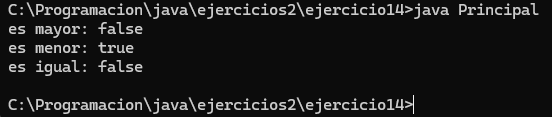 C:\Programacion\java\ejercicios2\ejercicio14>java Principal
es mayor: false
es menor: true
es igual: false
C:\Programacion\java\ejercicios2\ejercicio14>